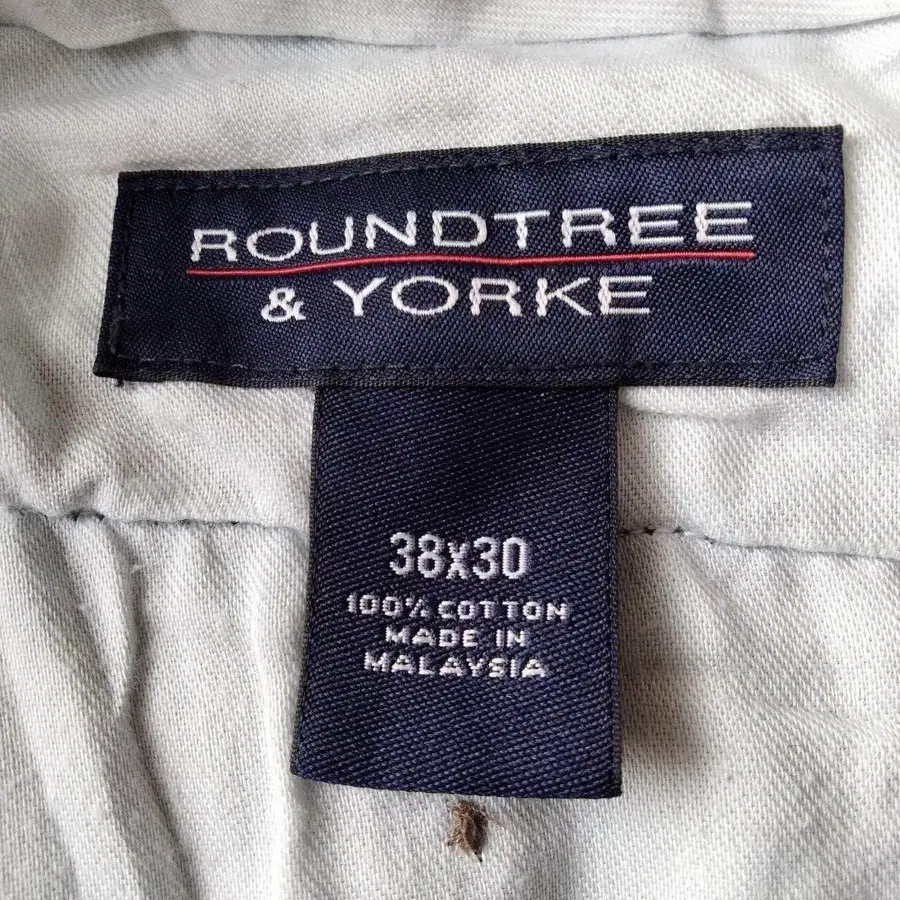 ROUNDTREE
& YORKE
38x30
100% COTTON
MADE IN
MALAYSIA